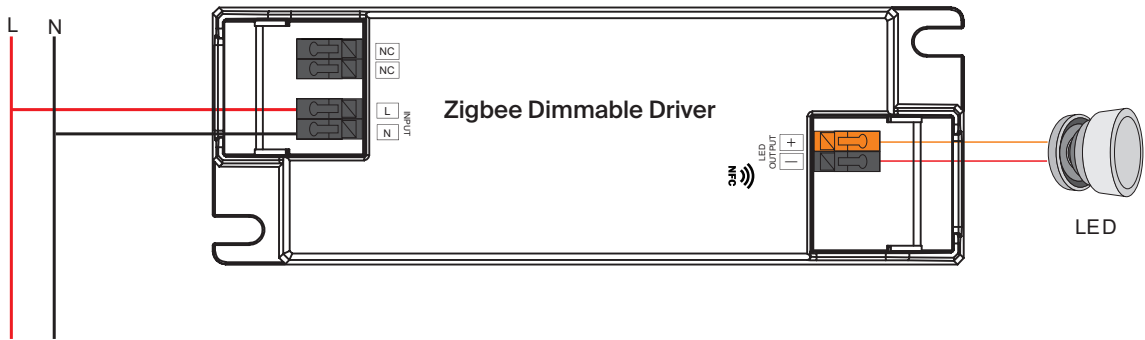 L N
NC
NC
L
N
INPUT
Zigbee Dimmable Driver
NFC
LED
OUTPUT
+
—
LED